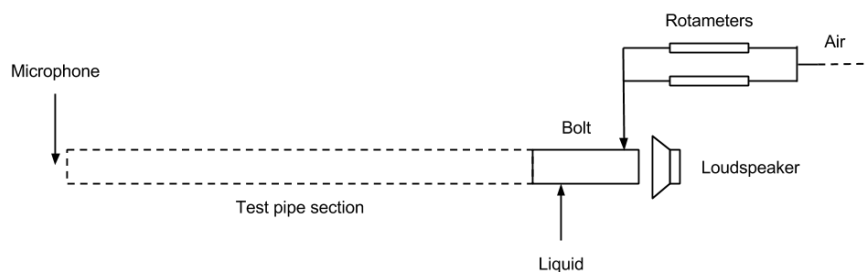 Rotameters
Air
Microphone
Bolt
Loudspeaker
Test pipe section
Liquid